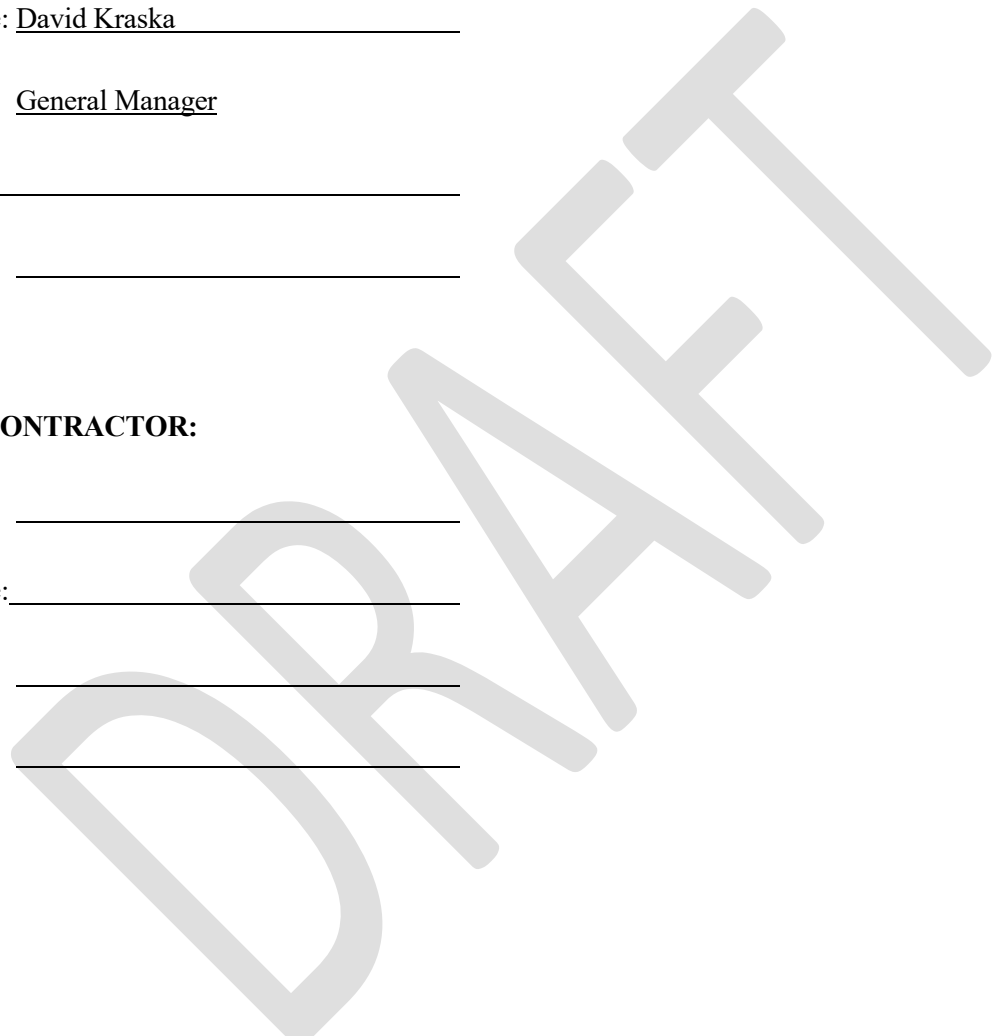 : David Kraska
General Manager
ONTRACTOR:
:
DRAFT